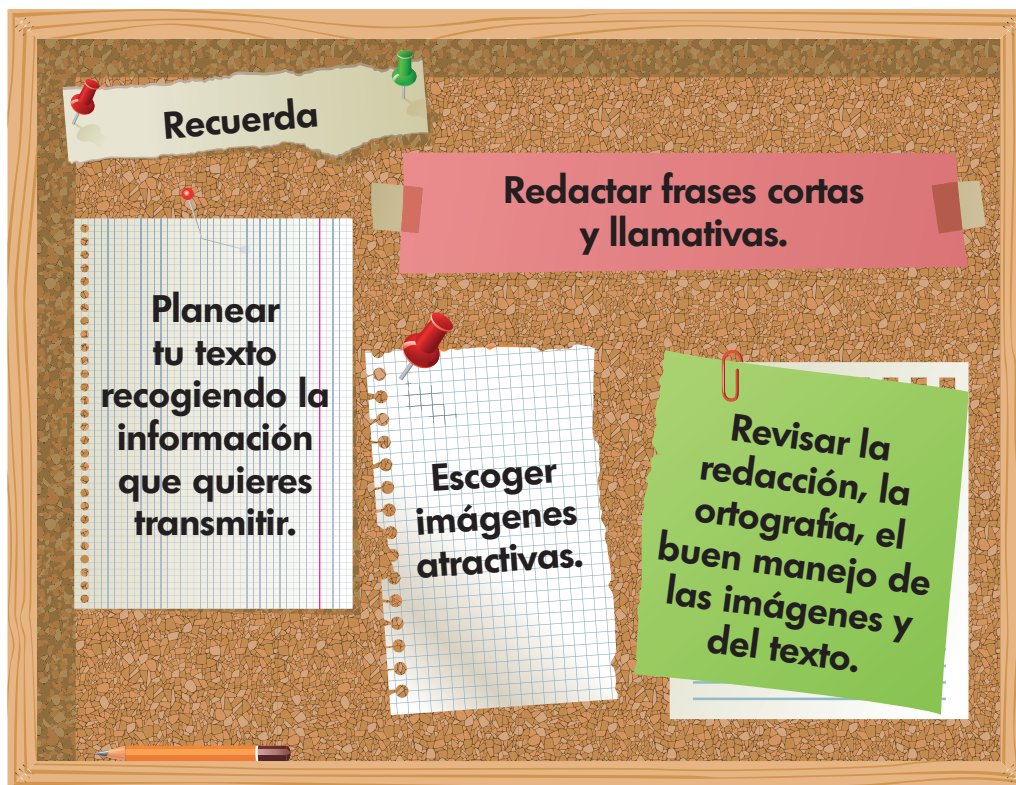 Recuerda
Redactar frases cortas
y llamativas.
Planear
tu texto
recogiendo la
información
que quieres
transmitir.
Escoger
imágenes
atractivas.
Revisar la
redacción, la
ortografía, el
buen manejo de
las imágenes y
del texto.